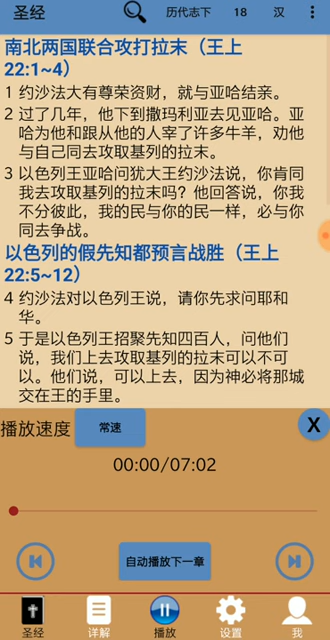 圣经 历代志下 18 汉
南北两国联合攻打拉末（王上
22:1~4）
1 约沙法大有尊荣资财，就与亚哈结亲。
2 过了几年，他下到撒玛利亚去见亚哈。亚
哈为他和跟从他的人宰了许多牛羊，劝他
与自己同去攻取基列的拉末。
3 以色列王亚哈问犹大王约沙法说，你肯同
我去攻取基列的拉末吗？他回答说，你我
不分彼此，我的民与你的民一样，必与你
同去争战。
以色列的假先知都预言战胜（王上
22:5~12）
4 约沙法对以色列王说，请你先求问耶和
华。
5 于是以色列王招聚先知四百人，问他们
说，我们上去攻取基列的拉末可以不可
以。他们说，可以上去，因为神必将那城
交在王的手里。
播放速度 常速 X
00:00/07:02
自动播放下一章
圣经 详解 播放 设置 我